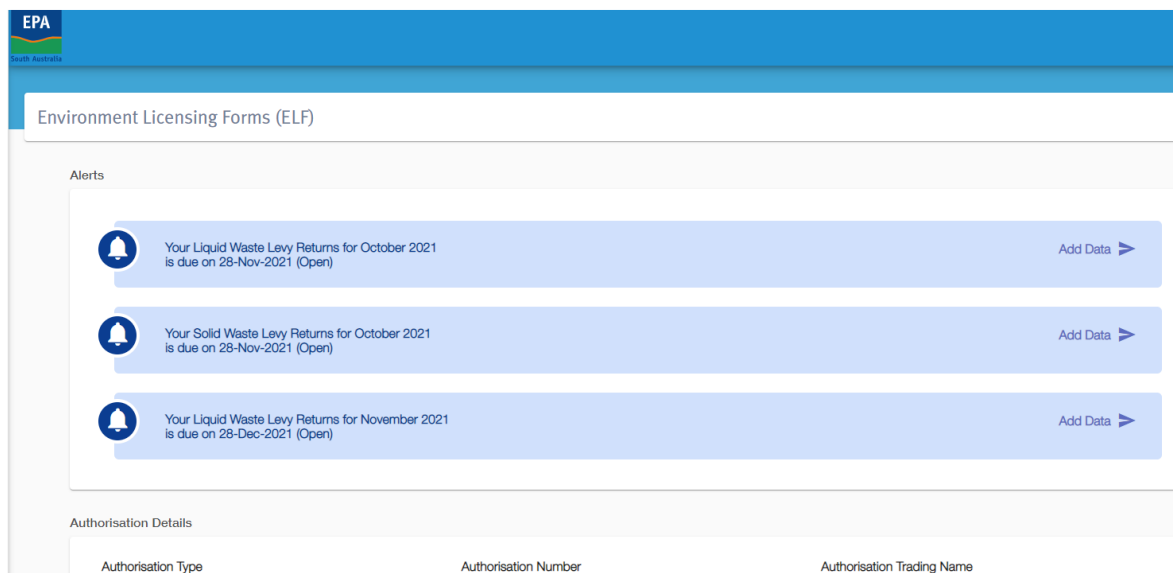 EPA
South Australia
Environment Licensing Forms (ELF)
Alerts
Your Liquid Waste Levy Returns for October 2021
is due on 28-Nov-2021 (Open)
Add Data
Your Solid Waste Levy Returns for October 2021
is due on 28-Nov-2021 (Open)
Add Data
Your Liquid Waste Levy Returns for November 2021
is due on 28-Dec-2021 (Open)
Add Data
Authorisation Details
Authorisation Type
Authorisation Number
Authorisation Trading Name